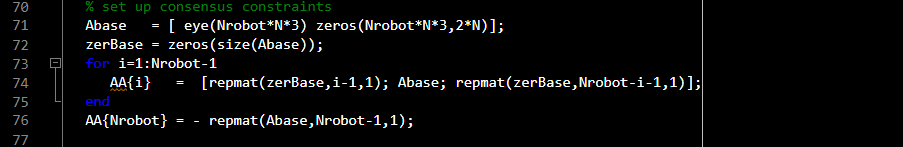 70 % set up consensus constraints
71 Abase   = [ eye(Nrobot*N*3) zeros(Nrobot*N*3,2*N)];
72 zerBase = zeros(size(Abase));
73 for i=1:Nrobot-1
74    AA{i}   =  [repmat(zerBase,i-1,1); Abase; repmat(zerBase,Nrobot-i-1,1)];
75 end
76 AA{Nrobot} = - repmat(Abase,Nrobot-1,1);
77